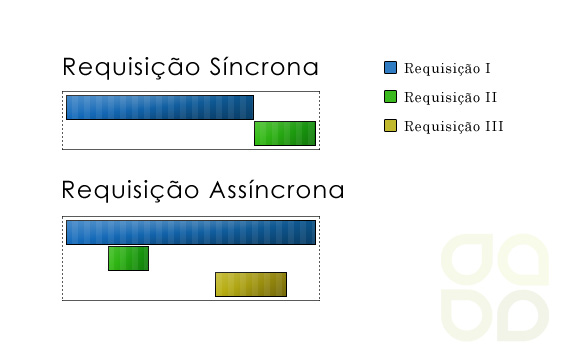 Requisição Síncrona
Requisição I
Requisição II
Requisição III
Requisição Assíncrona